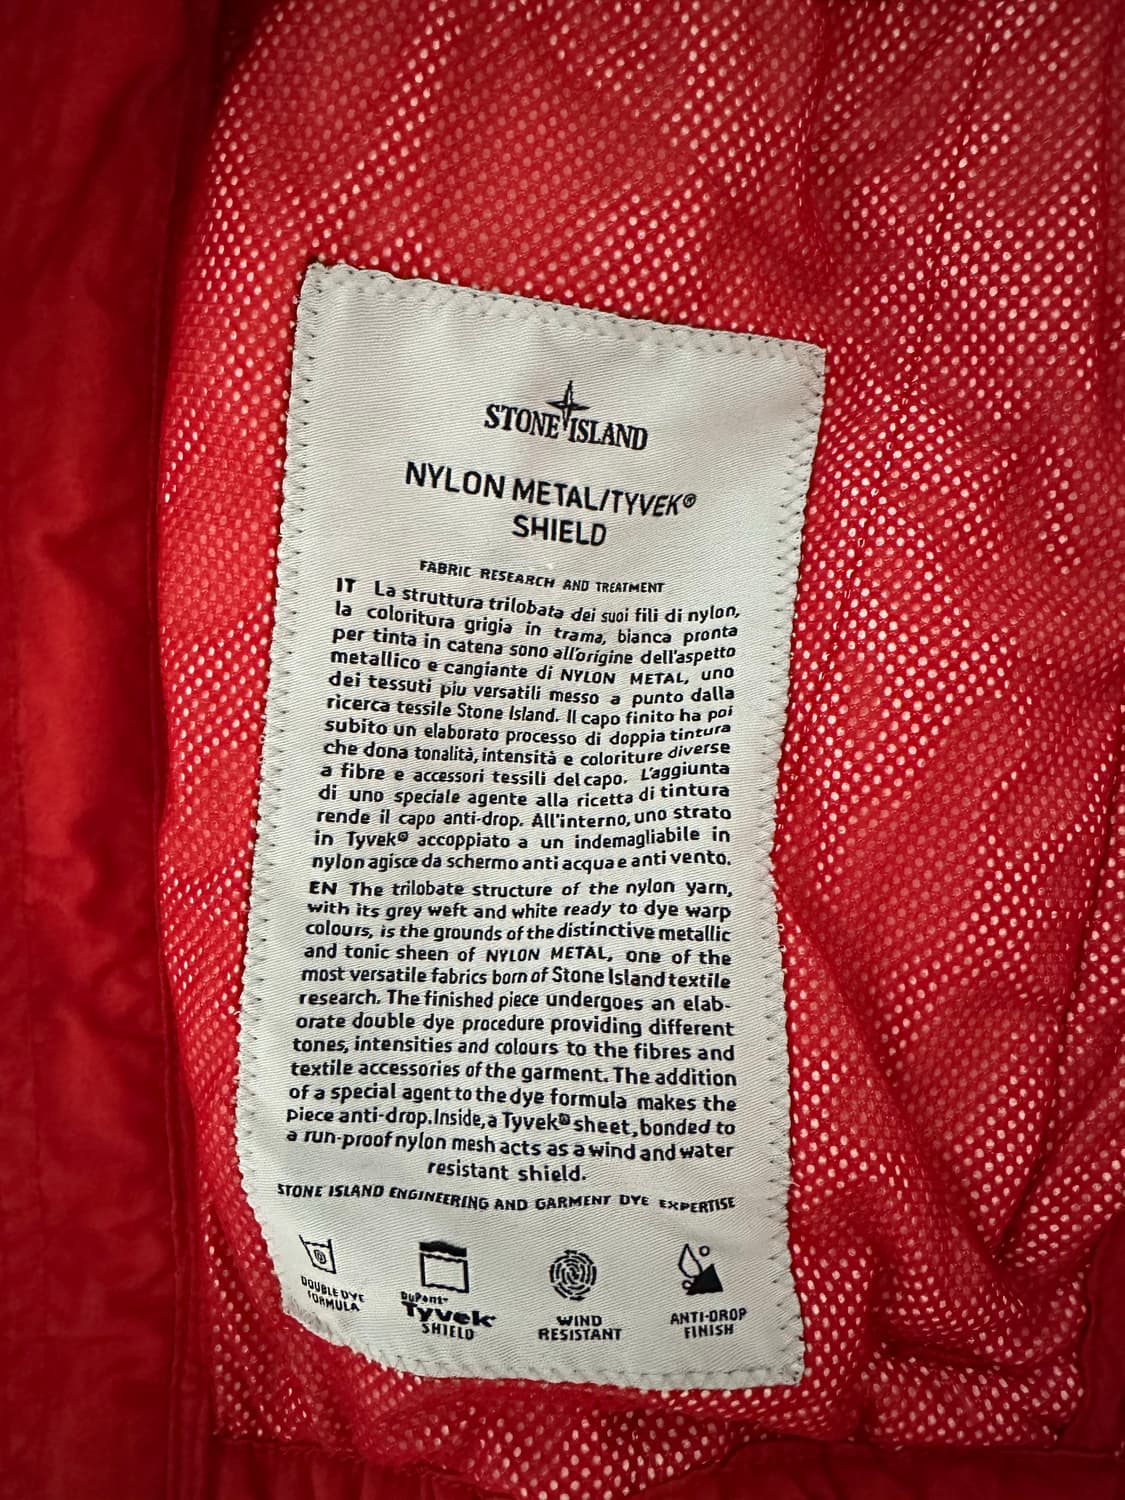 STONE ISLAND
NYLON METAL/TYVEK®
SHIELD
FABRIC RESEARCH AND TREATMENT
IT La struttura trilobata dei suoi fili di nylon,
la coloritura grigia in trama, bianca pronta
per tinta in catena sono all'origine dell'aspetto
metallico e cangiante di NYLON METAL, uno
dei tessuti piu versatili messo a punto dalla
ricerca tessile Stone Island. Il capo finito ha poi
subito un elaborato processo di doppia tintura
che dona tonalità, intensità e coloriture diverse
a fibre e accessori tessili del capo. L'aggiunta
di uno speciale agente alla ricetta di tintura
rende il capo anti-drop. All'interno, uno strato
in Tyvek® accoppiato a un indemagliabile in
nylon agisce da schermo anti acqua e anti vento.
EN The trilobate structure of the nylon yarn,
with its grey weft and white ready to dye warp
colours, is the grounds of the distinctive metallic
and tonic sheen of NYLON METAL, one of the
most versatile fabrics born of Stone Island textile
research. The finished piece undergoes an elab-
orate double dye procedure providing different
tones, intensities and colours to the fibres and
textile accessories of the garment. The addition
of a special agent to the dye formula makes the
piece anti-drop. Inside, a Tyvek® sheet, bonded to
a run-proof nylon mesh acts as a wind and water
resistant shield.
STONE ISLAND ENGINEERING AND GARMENT DYE EXPERTISE
DOUBLE DYE
FORMULA
DuPont™
Tyvek
SHIELD
WIND
RESISTANT
ANTI-DROP
FINISH